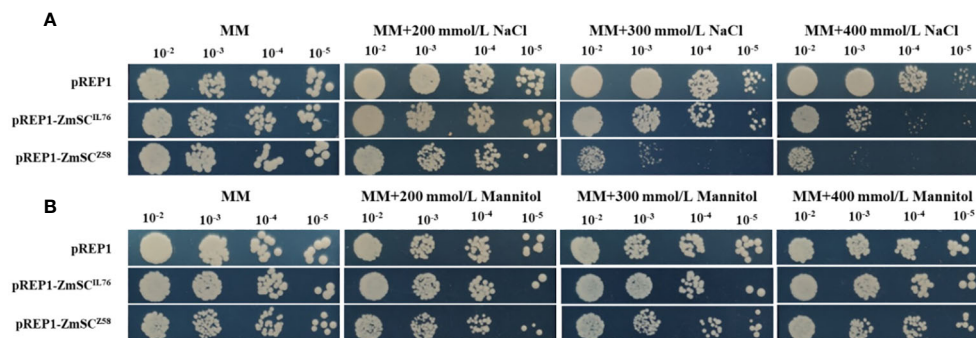 A
MM MM+200 mmol/L NaCl MM+300 mmol/L NaCl MM+400 mmol/L NaCl
10⁻² 10⁻³ 10⁻⁴ 10⁻⁵ 10⁻² 10⁻³ 10⁻⁴ 10⁻⁵ 10⁻² 10⁻³ 10⁻⁴ 10⁻⁵ 10⁻² 10⁻³ 10⁻⁴ 10⁻⁵
pREP1
pREP1-ZmSCᴵᴸ⁷⁶
pREP1-ZmSCᶻ⁵⁸
B
MM MM+200 mmol/L Mannitol MM+300 mmol/L Mannitol MM+400 mmol/L Mannitol
10⁻² 10⁻³ 10⁻⁴ 10⁻⁵ 10⁻² 10⁻³ 10⁻⁴ 10⁻⁵ 10⁻² 10⁻³ 10⁻⁴ 10⁻⁵ 10⁻² 10⁻³ 10⁻⁴ 10⁻⁵
pREP1
pREP1-ZmSCᴵᴸ⁷⁶
pREP1-ZmSCᶻ⁵⁸